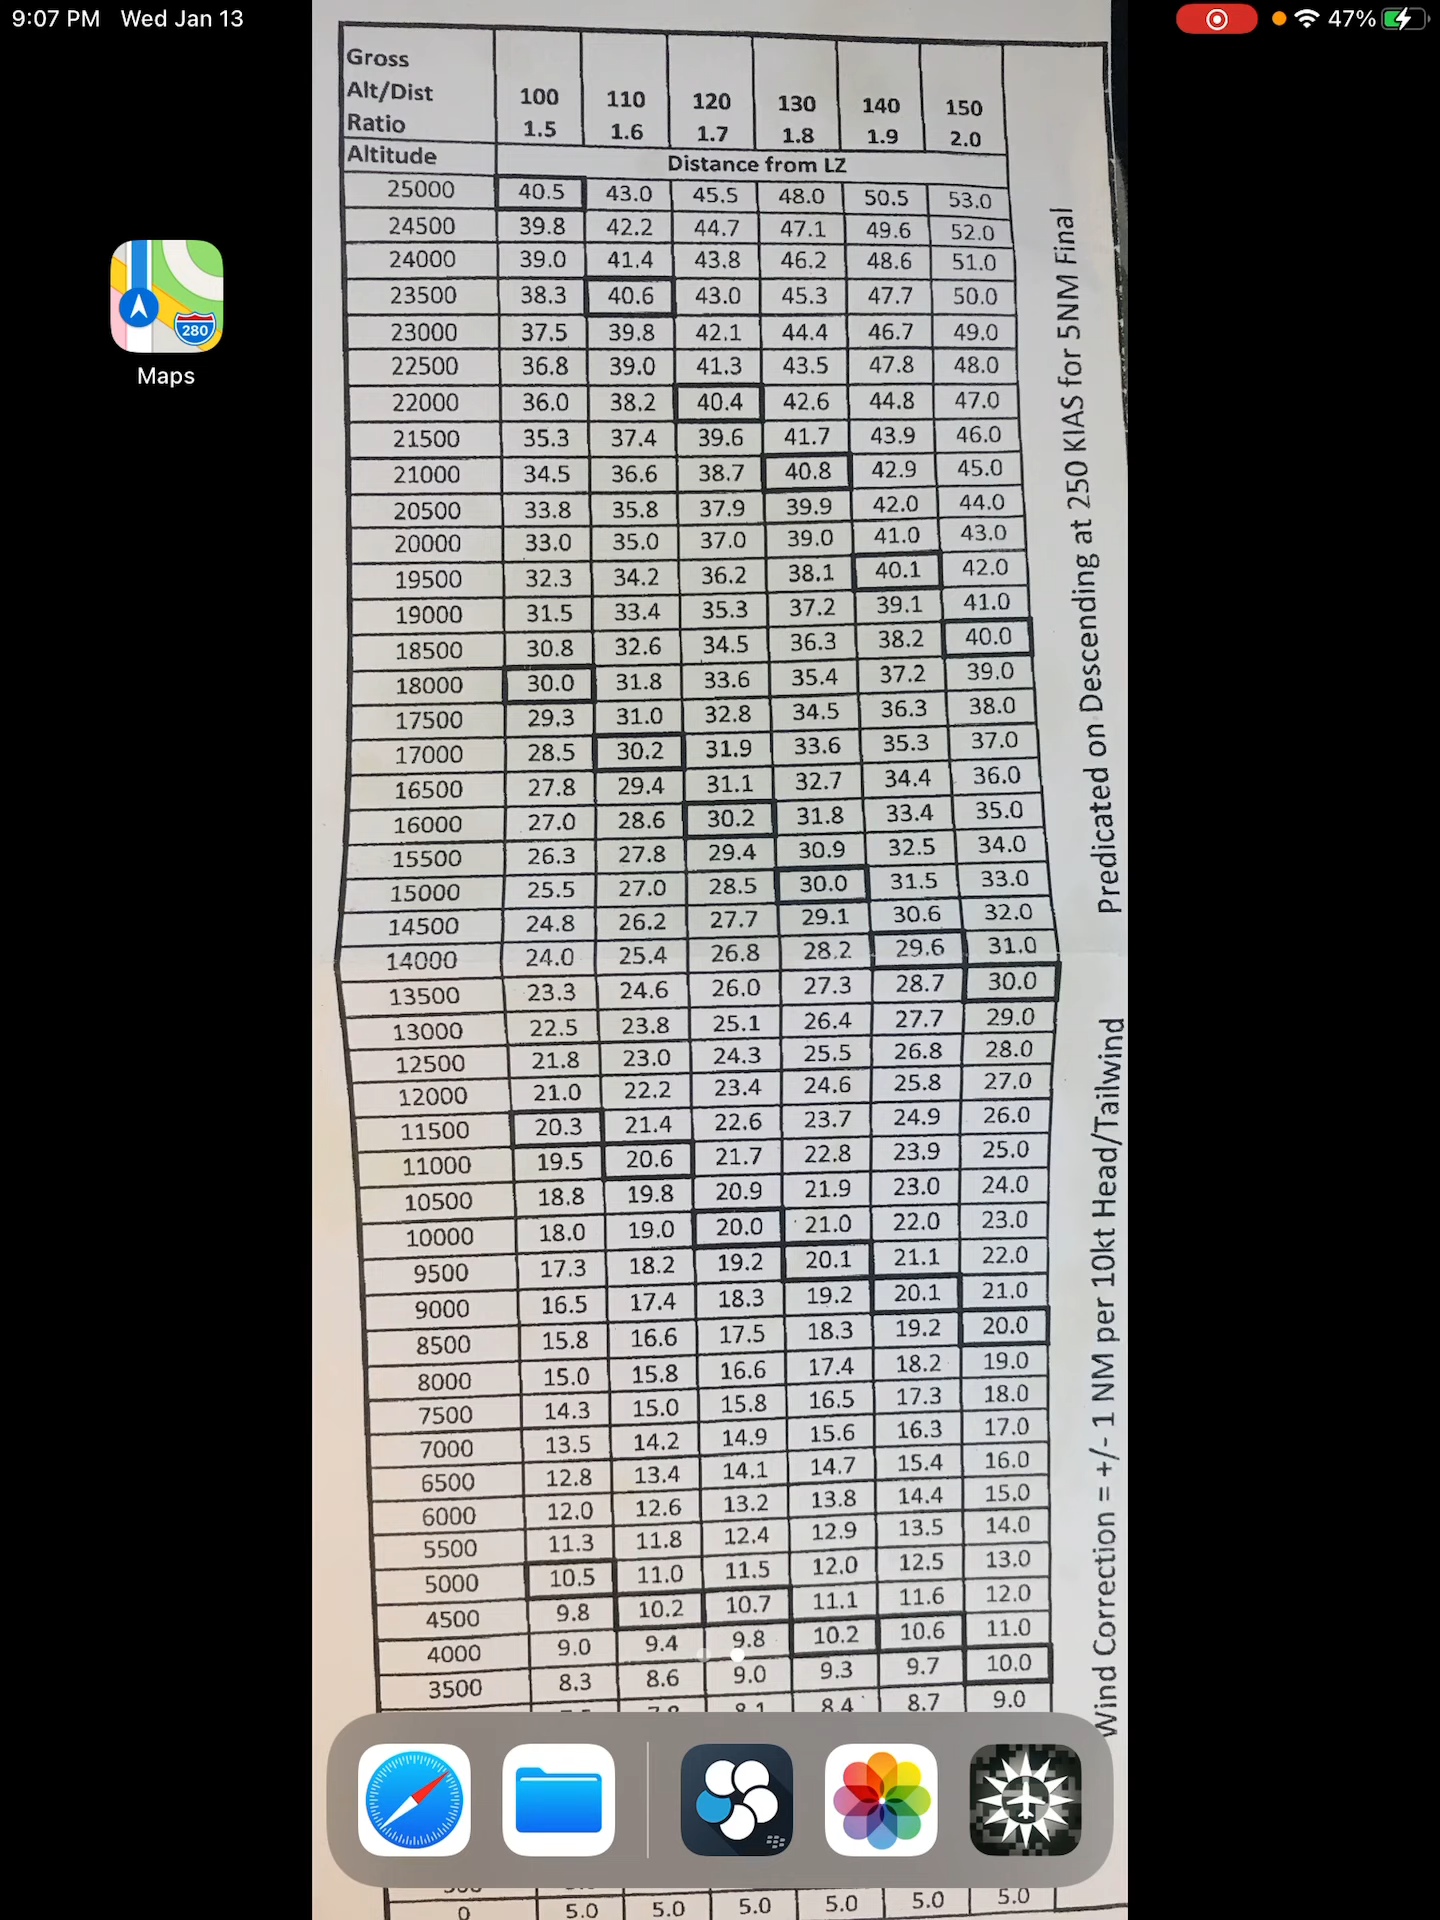 9:07 PM Wed Jan 13
47%
Gross
Alt/Dist 100 110 120 130 140 150
Ratio 1.5 1.6 1.7 1.8 1.9 2.0
Altitude Distance from LZ
25000 40.5 43.0 45.5 48.0 50.5 53.0
24500 39.8 42.2 44.7 47.1 49.6 52.0
24000 39.0 41.4 43.8 46.2 48.6 51.0
23500 38.3 40.6 43.0 45.3 47.7 50.0
23000 37.5 39.8 42.1 44.4 46.7 49.0
22500 36.8 39.0 41.3 43.5 47.8 48.0
22000 36.0 38.2 40.4 42.6 44.8 47.0
21500 35.3 37.4 39.6 41.7 43.9 46.0
21000 34.5 36.6 38.7 40.8 42.9 45.0
20500 33.8 35.8 37.9 39.9 42.0 44.0
20000 33.0 35.0 37.0 39.0 41.0 43.0
19500 32.3 34.2 36.2 38.1 40.1 42.0
19000 31.5 33.4 35.3 37.2 39.1 41.0
18500 30.8 32.6 34.5 36.3 38.2 40.0
18000 30.0 31.8 33.6 35.4 37.2 39.0
17500 29.3 31.0 32.8 34.5 36.3 38.0
17000 28.5 30.2 31.9 33.6 35.3 37.0
16500 27.8 29.4 31.1 32.7 34.4 36.0
16000 27.0 28.6 30.2 31.8 33.4 35.0
15500 26.3 27.8 29.4 30.9 32.5 34.0
15000 25.5 27.0 28.5 30.0 31.5 33.0
14500 24.8 26.2 27.7 29.1 30.6 32.0
14000 24.0 25.4 26.8 28.2 29.6 31.0
13500 23.3 24.6 26.0 27.3 28.7 30.0
13000 22.5 23.8 25.1 26.4 27.7 29.0
12500 21.8 23.0 24.3 25.5 26.8 28.0
12000 21.0 22.2 23.4 24.6 25.8 27.0
11500 20.3 21.4 22.6 23.7 24.9 26.0
11000 19.5 20.6 21.7 22.8 23.9 25.0
10500 18.8 19.8 20.9 21.9 23.0 24.0
10000 18.0 19.0 20.0 21.0 22.0 23.0
9500 17.3 18.2 19.2 20.1 21.1 22.0
9000 16.5 17.4 18.3 19.2 20.1 21.0
8500 15.8 16.6 17.5 18.3 19.2 20.0
8000 15.0 15.8 16.6 17.4 18.2 19.0
7500 14.3 15.0 15.8 16.5 17.3 18.0
7000 13.5 14.2 14.9 15.6 16.3 17.0
6500 12.8 13.4 14.1 14.7 15.4 16.0
6000 12.0 12.6 13.2 13.8 14.4 15.0
5500 11.3 11.8 12.4 12.9 13.5 14.0
5000 10.5 11.0 11.5 12.0 12.5 13.0
4500 9.8 10.2 10.7 11.1 11.6 12.0
4000 9.0 9.4 9.8 10.2 10.6 11.0
3500 8.3 8.6 9.0 9.3 9.7 10.0
8.4 8.7 9.0
0 5.0 5.0 5.0 5.0 5.0 5.0
Predicated on Descending at 250 KIAS for 5NM Final
Wind Correction = +/- 1 NM per 10kt Head/Tailwind
280
Maps